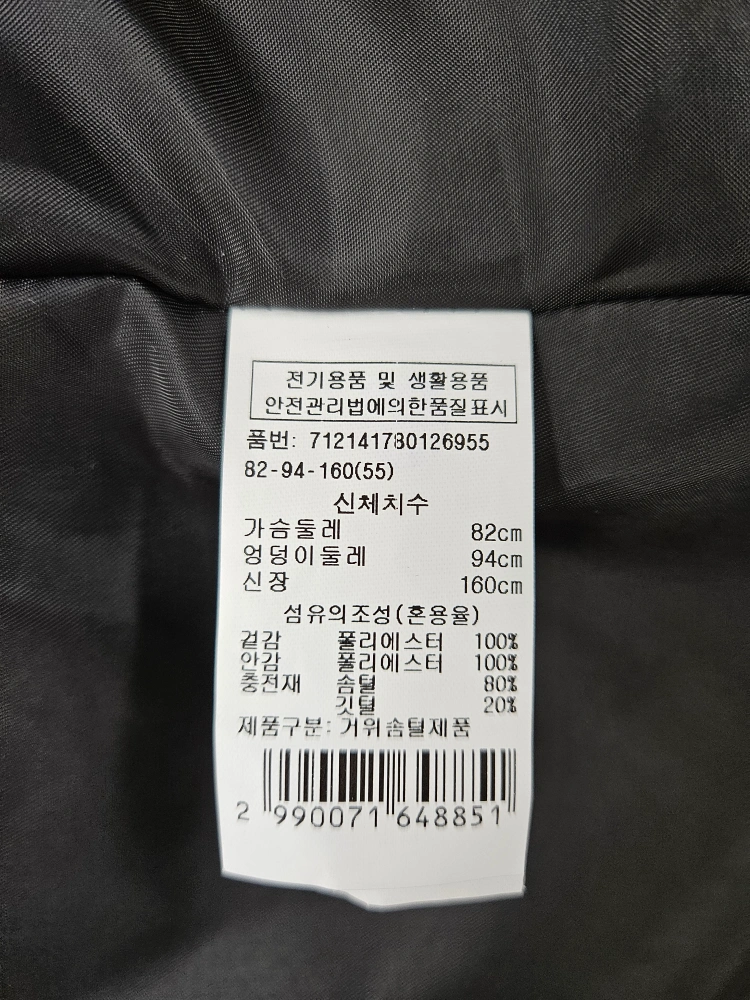 전기용품 및 생활용품
안전관리법에의한품질표시
품번: 712141780126955
82-94-160(55)
신체치수
가슴둘레 82cm
엉덩이둘레 94cm
신장 160cm
섬유의조성(혼용율)
겉감 폴리에스터 100%
안감 폴리에스터 100%
충전재 솜털 80%
깃털 20%
제품구분: 거위솜털제품
2 990071 648851